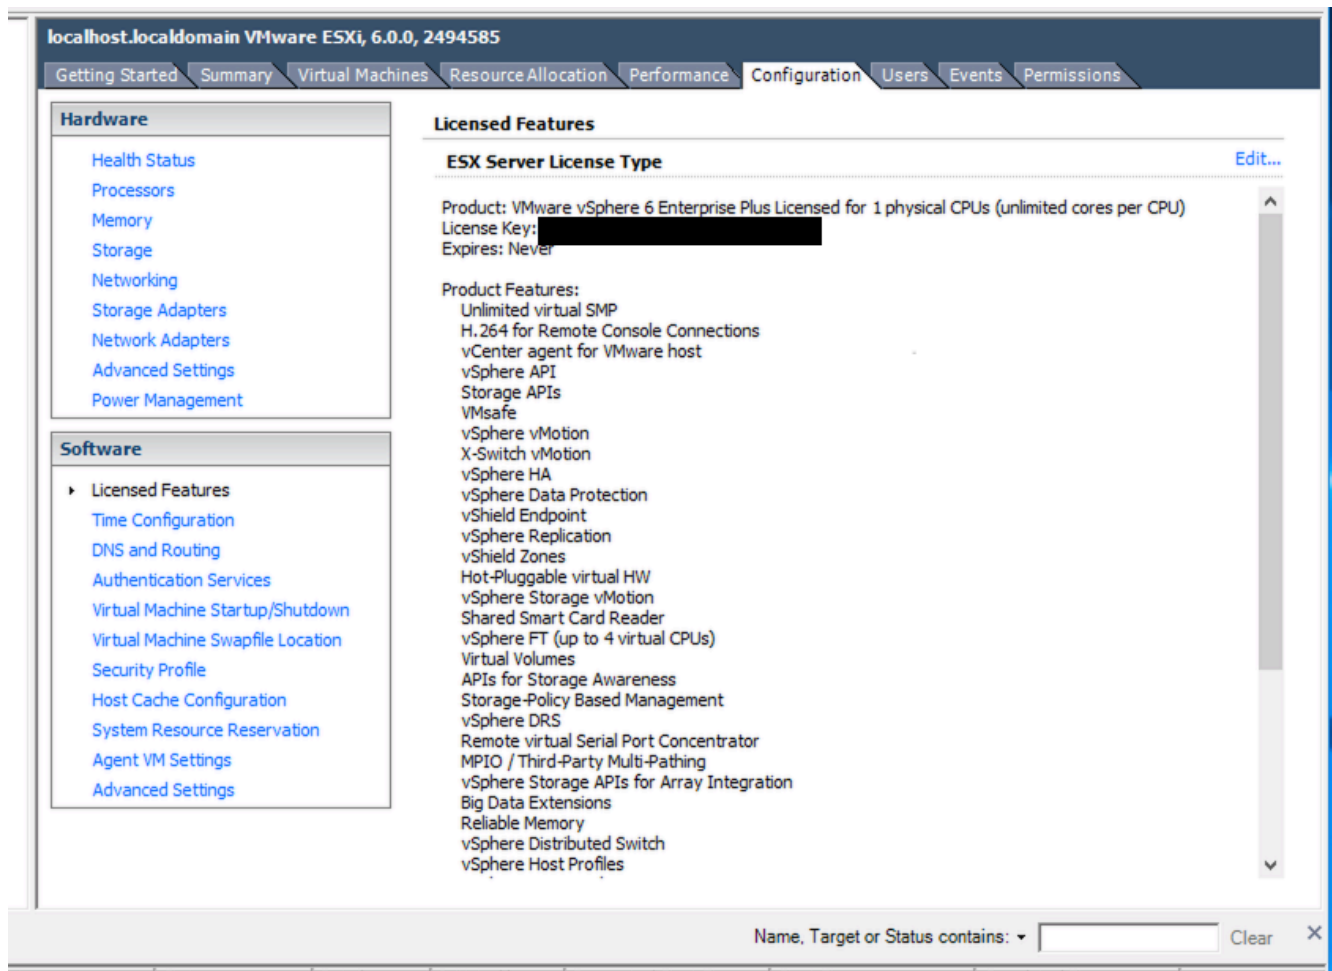 localhost.localdomain VMware ESXi, 6.0.0, 2494585
Getting Started Summary Virtual Machines Resource Allocation Performance Configuration Users Events Permissions
Hardware
Health Status
Processors
Memory
Storage
Networking
Storage Adapters
Network Adapters
Advanced Settings
Power Management
Software
Licensed Features
Time Configuration
DNS and Routing
Authentication Services
Virtual Machine Startup/Shutdown
Virtual Machine Swapfile Location
Security Profile
Host Cache Configuration
System Resource Reservation
Agent VM Settings
Advanced Settings
Licensed Features
ESX Server License Type Edit...
Product: VMware vSphere 6 Enterprise Plus Licensed for 1 physical CPUs (unlimited cores per CPU)
License Key:
Expires: Never
Product Features:
Unlimited virtual SMP
H.264 for Remote Console Connections
vCenter agent for VMware host
vSphere API
Storage APIs
VMsafe
vSphere vMotion
X-Switch vMotion
vSphere HA
vSphere Data Protection
vShield Endpoint
vSphere Replication
vShield Zones
Hot-Pluggable virtual HW
vSphere Storage vMotion
Shared Smart Card Reader
vSphere FT (up to 4 virtual CPUs)
Virtual Volumes
APIs for Storage Awareness
Storage-Policy Based Management
vSphere DRS
Remote virtual Serial Port Concentrator
MPIO / Third-Party Multi-Pathing
vSphere Storage APIs for Array Integration
Big Data Extensions
Reliable Memory
vSphere Distributed Switch
vSphere Host Profiles
Name, Target or Status contains: Clear